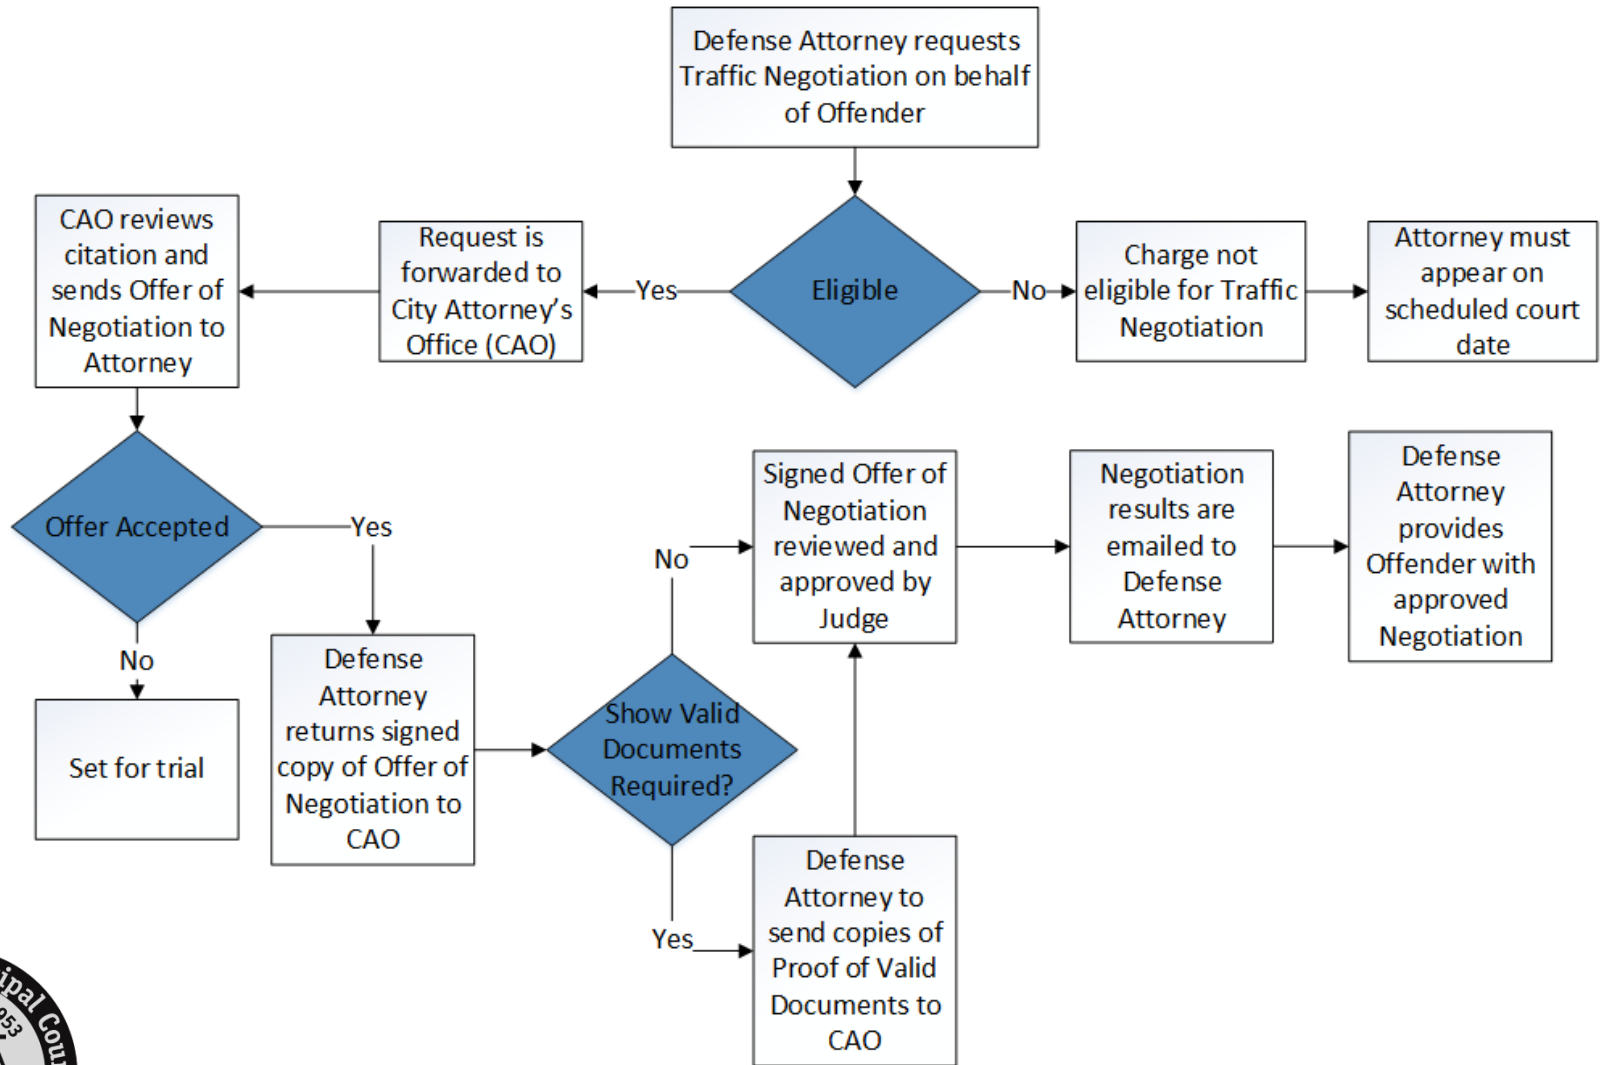 Defense Attorney requests
Traffic Negotiation on behalf
of Offender
CAO reviews
citation and
sends Offer of
Negotiation to
Attorney
Request is
forwarded to
City Attorney’s
Office (CAO)
Yes
Eligible
No
Charge not
eligible for Traffic
Negotiation
Attorney must
appear on
scheduled court
date
Offer Accepted
Yes
No
Set for trial
Defense
Attorney
returns signed
copy of Offer of
Negotiation to
CAO
Show Valid
Documents
Required?
No
Signed Offer of
Negotiation
reviewed and
approved by
Judge
Negotiation
results are
emailed to
Defense
Attorney
Defense
Attorney
provides
Offender with
approved
Negotiation
Yes
Defense
Attorney to
send copies of
Proof of Valid
Documents to
CAO